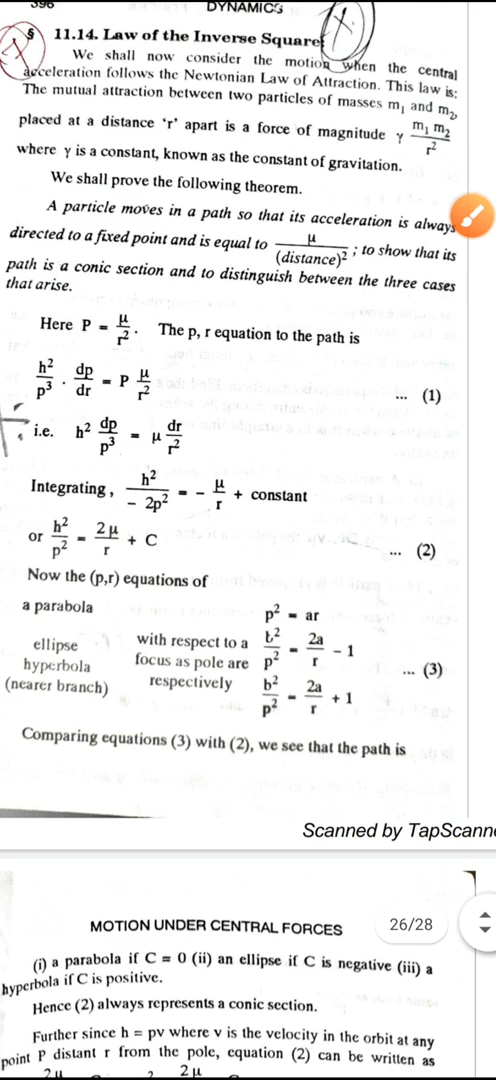 396
DYNAMICS
§ 11.14. Law of the Inverse Square
We shall now consider the motion when the central
acceleration follows the Newtonian Law of Attraction. This law is:
The mutual attraction between two particles of masses m₁ and m₂,
placed at a distance 'r' apart is a force of magnitude γ m₁ m₂ / r²
where γ is a constant, known as the constant of gravitation.
We shall prove the following theorem.
A particle moves in a path so that its acceleration is always
directed to a fixed point and is equal to μ / (distance)² ; to show that its
path is a conic section and to distinguish between the three cases
that arise.
Here P = μ / r² . The p, r equation to the path is
h² / p³ . dp / dr = P μ / r² ... (1)
i.e. h² dp / p³ = μ dr / r²
Integrating , h² / - 2p² = - μ / r + constant
or h² / p² = 2μ / r + C ... (2)
Now the (p,r) equations of
a parabola p² = ar
ellipse with respect to a b² / p² = 2a / r - 1
hyperbola focus as pole are ... (3)
(nearer branch) respectively b² / p² = 2a / r + 1
Comparing equations (3) with (2), we see that the path is
Scanned by TapScann
MOTION UNDER CENTRAL FORCES
26/28
(i) a parabola if C = 0 (ii) an ellipse if C is negative (iii) a
hyperbola if C is positive.
Hence (2) always represents a conic section.
Further since h = pv where v is the velocity in the orbit at any
point P distant r from the pole, equation (2) can be written as
2μ 2 2μ